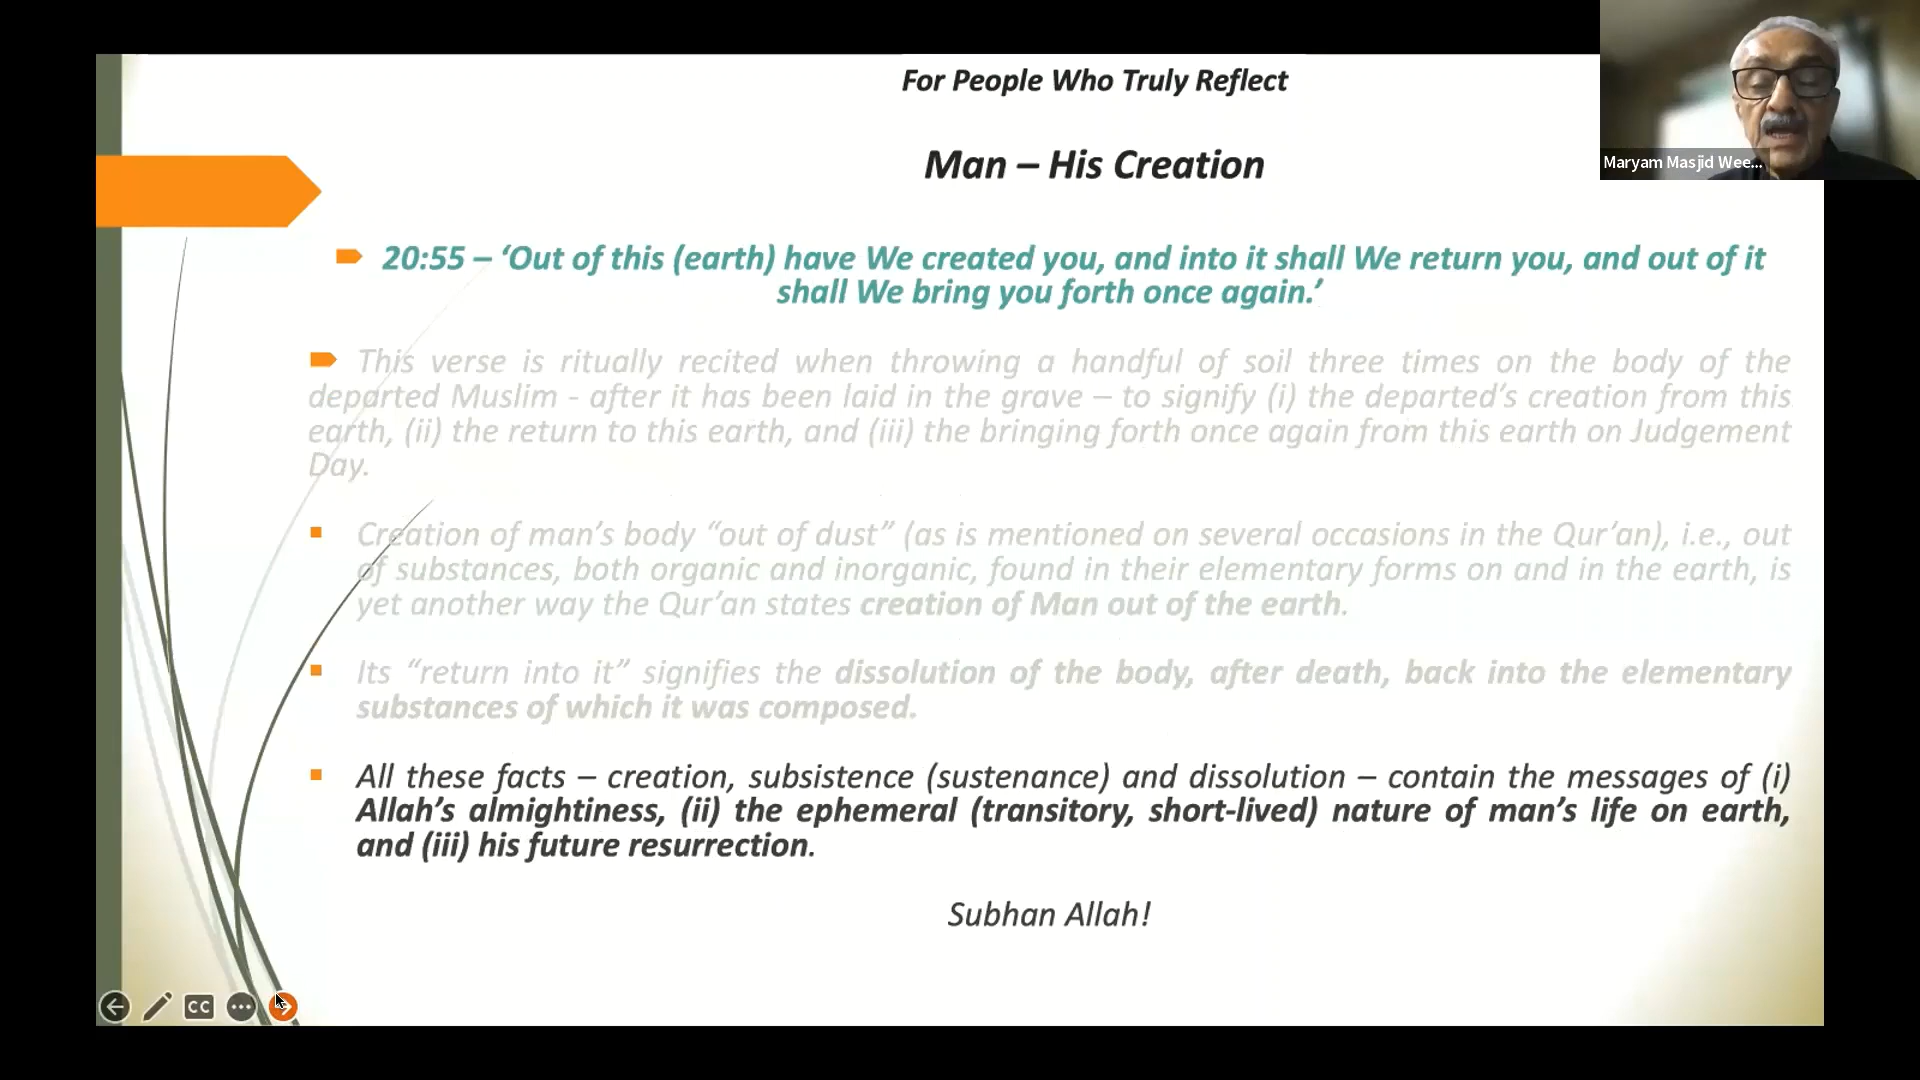 For People Who Truly Reflect
Man – His Creation
Maryam Masjid Wee...
20:55 – ‘Out of this (earth) have We created you, and into it shall We return you, and out of it
shall We bring you forth once again.’
This verse is ritually recited when throwing a handful of soil three times on the body of the
departed Muslim - after it has been laid in the grave – to signify (i) the departed’s creation from this
earth, (ii) the return to this earth, and (iii) the bringing forth once again from this earth on Judgement
Day.
Creation of man’s body “out of dust” (as is mentioned on several occasions in the Qur’an), i.e., out
of substances, both organic and inorganic, found in their elementary forms on and in the earth, is
yet another way the Qur’an states creation of Man out of the earth.
Its “return into it” signifies the dissolution of the body, after death, back into the elementary
substances of which it was composed.
All these facts – creation, subsistence (sustenance) and dissolution – contain the messages of (i)
Allah’s almightiness, (ii) the ephemeral (transitory, short-lived) nature of man’s life on earth,
and (iii) his future resurrection.
Subhan Allah!
CC